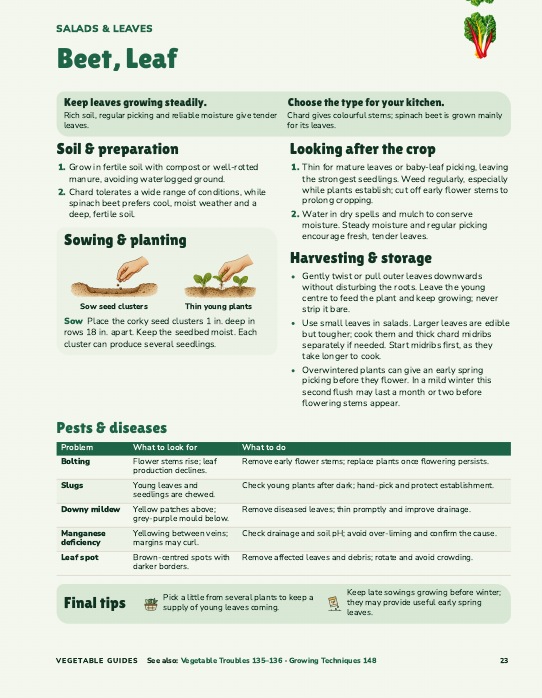 SALADS & LEAVES
Beet, Leaf
Keep leaves growing steadily.
Rich soil, regular picking and reliable moisture give tender
leaves.
Choose the type for your kitchen.
Chard gives colourful stems; spinach beet is grown mainly
for its leaves.
Soil & preparation
1. Grow in fertile soil with compost or well-rotted
manure, avoiding waterlogged ground.
2. Chard tolerates a wide range of conditions, while
spinach beet prefers cool, moist weather and a
deep, fertile soil.
Sowing & planting
Sow seed clusters
Thin young plants
Sow Place the corky seed clusters 1 in. deep in
rows 18 in. apart. Keep the seedbed moist. Each
cluster can produce several seedlings.
Looking after the crop
1. Thin for mature leaves or baby-leaf picking, leaving
the strongest seedlings. Weed regularly, especially
while plants establish; cut off early flower stems to
prolong cropping.
2. Water in dry spells and mulch to conserve
moisture. Steady moisture and regular picking
encourage fresh, tender leaves.
Harvesting & storage
• Gently twist or pull outer leaves downwards
without disturbing the roots. Leave the young
centre to feed the plant and keep growing; never
strip it bare.
• Use small leaves in salads. Larger leaves are edible
but tougher; cook them and thick chard midribs
separately if needed. Start midribs first, as they
take longer to cook.
• Overwintered plants can give an early spring
picking before they flower. In a mild winter this
second flush may last a month or two before
flowering stems appear.
Pests & diseases
Problem What to look for What to do
Bolting Flower stems rise; leaf Remove early flower stems; replace plants once flowering persists.
production declines.
Slugs Young leaves and Check young plants after dark; hand-pick and protect establishment.
seedlings are chewed.
Downy mildew Yellow patches above; Remove diseased leaves; thin promptly and improve drainage.
grey-purple mould below.
Manganese Yellowing between veins; Check drainage and soil pH; avoid over-liming and confirm the cause.
deficiency margins may curl.
Leaf spot Brown-centred spots with Remove affected leaves and debris; rotate and avoid crowding.
darker borders.
Final tips
Pick a little from several plants to keep a
supply of young leaves coming.
Keep late sowings growing before winter;
they may provide useful early spring
leaves.
VEGETABLE GUIDES See also: Vegetable Troubles 135–136 · Growing Techniques 148 23